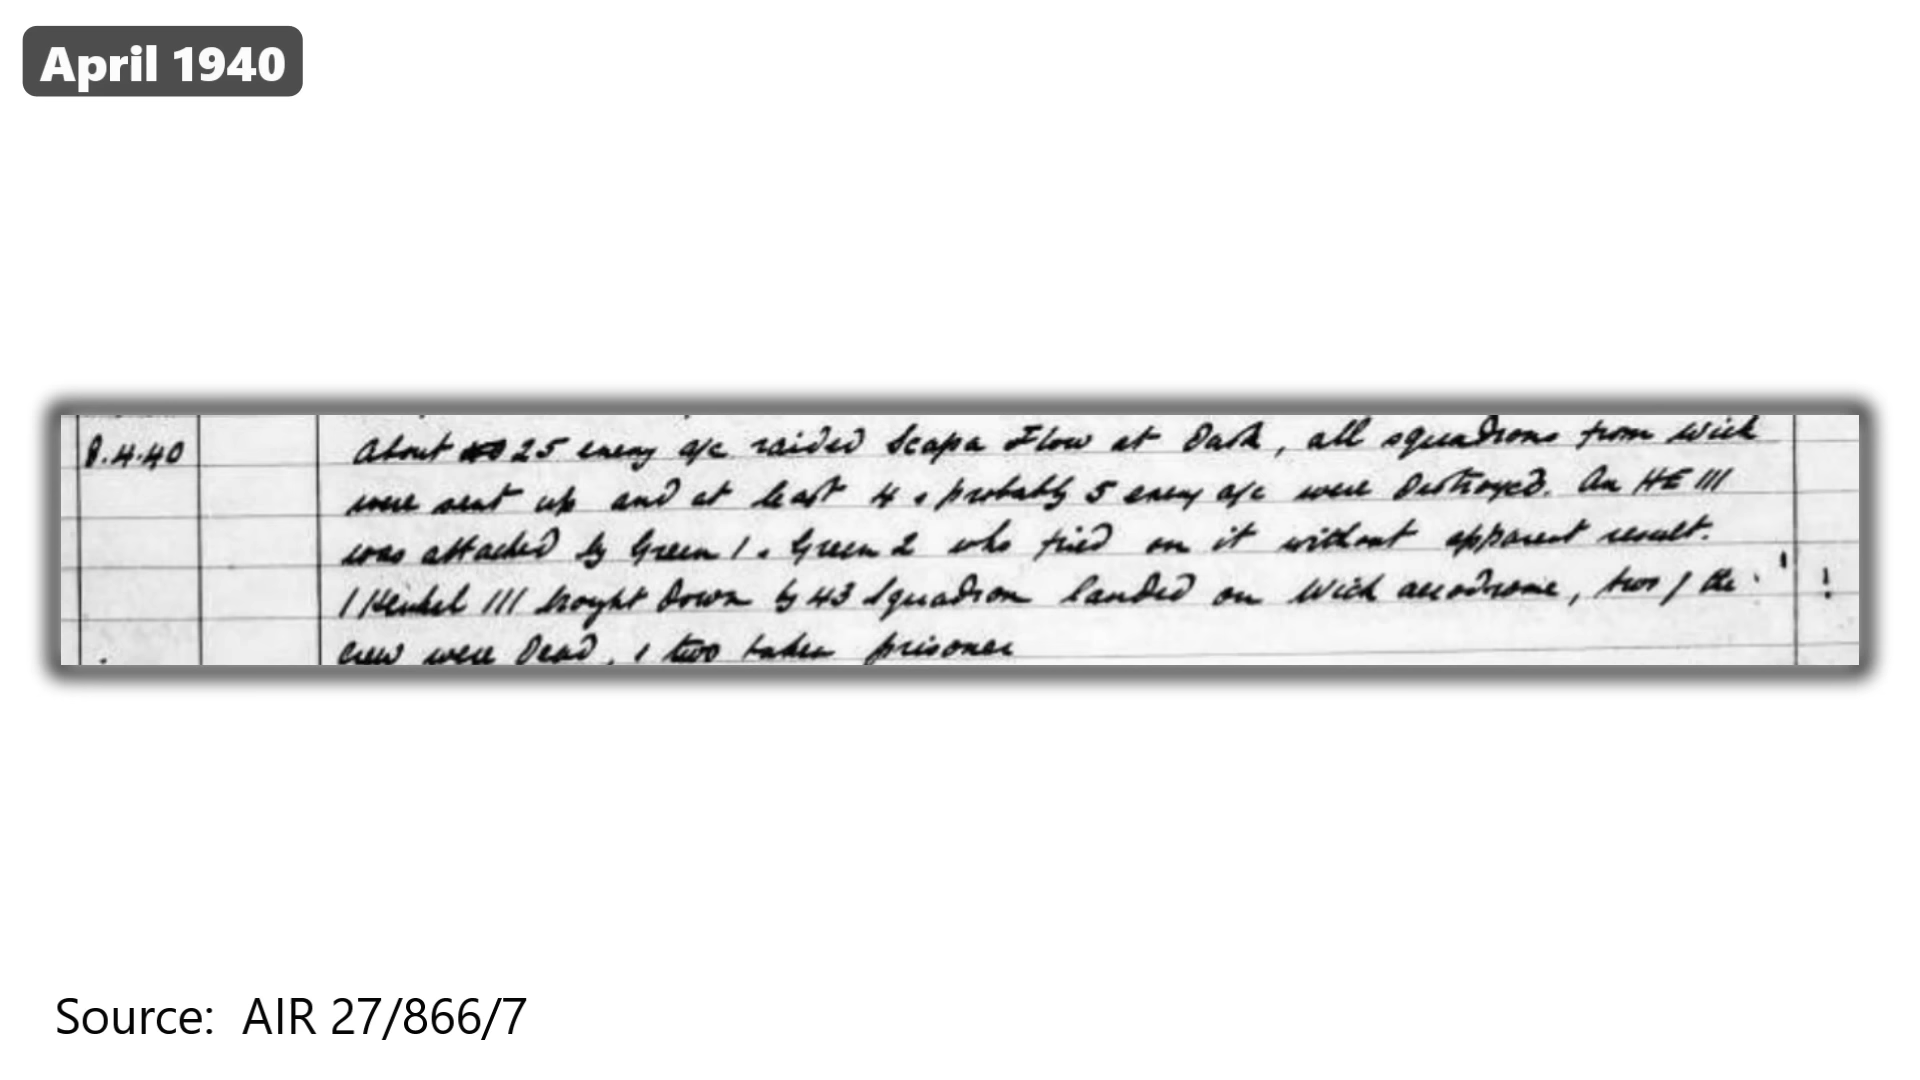 April 1940
8.4.40 About 25 enemy a/c raided Scapa Flow at Dusk, all squadrons from Wick
were sent up and at least 4 & probably 5 enemy a/c were Destroyed. An HE 111
was attacked by Green 1 & Green 2 who fired on it without apparent result.
1 Heinkel 111 brought Down by 43 Squadron landed on Wick aerodrome, two of the !
crew were Dead, & two taken prisoner
Source: AIR 27/866/7